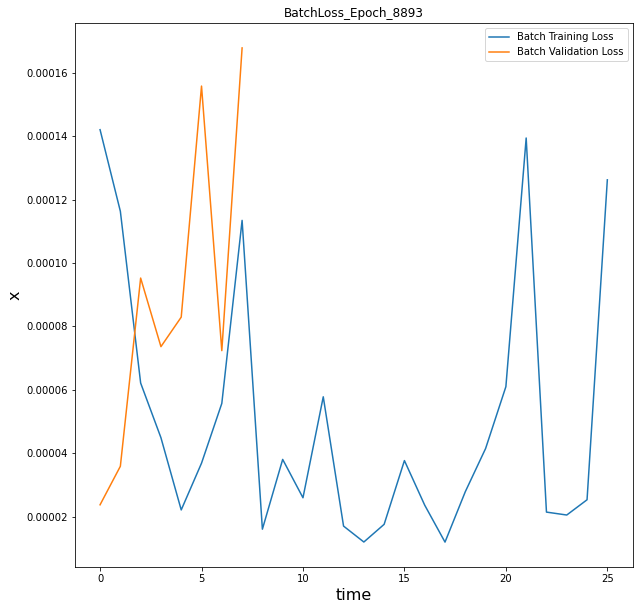 BatchLoss_Epoch_8893
Batch Training Loss
Batch Validation Loss
0.00016
0.00014
0.00012
0.00010
0.00008
0.00006
0.00004
0.00002
x
0 5 10 15 20 25
time